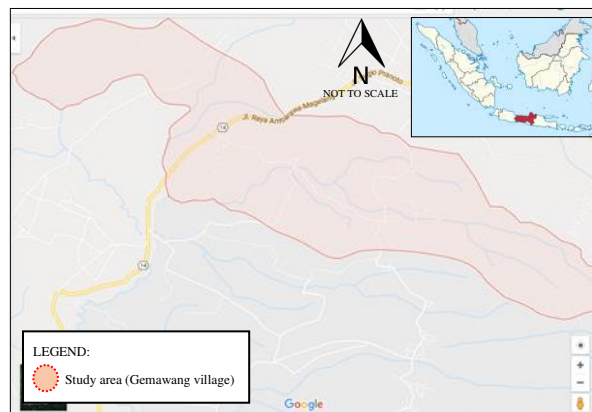 N
NOT TO SCALE
Jl. Raya Ambarawa Magelang
14
14
LEGEND:
Study area (Gemawang village)
Google